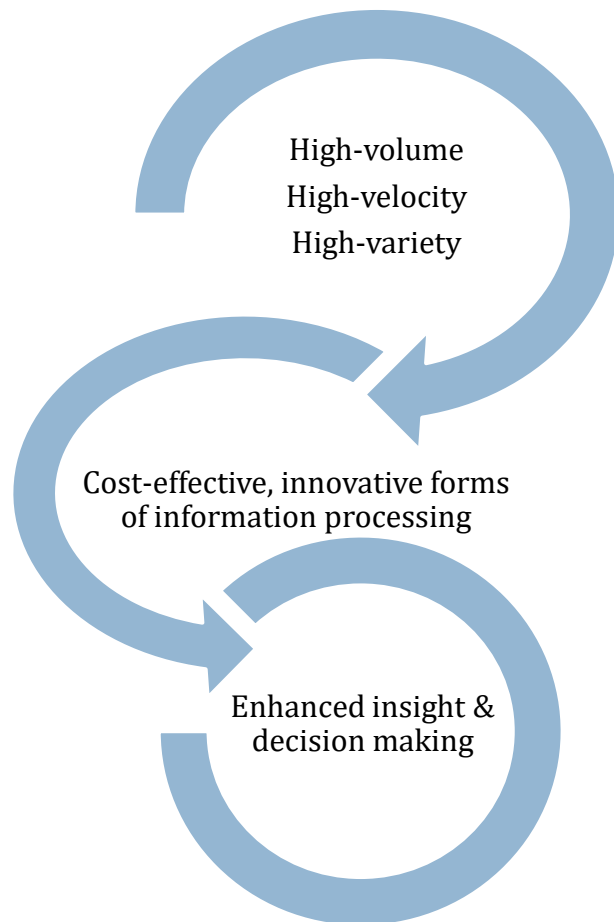 High-volume
High-velocity
High-variety
Cost-effective, innovative forms
of information processing
Enhanced insight &
decision making